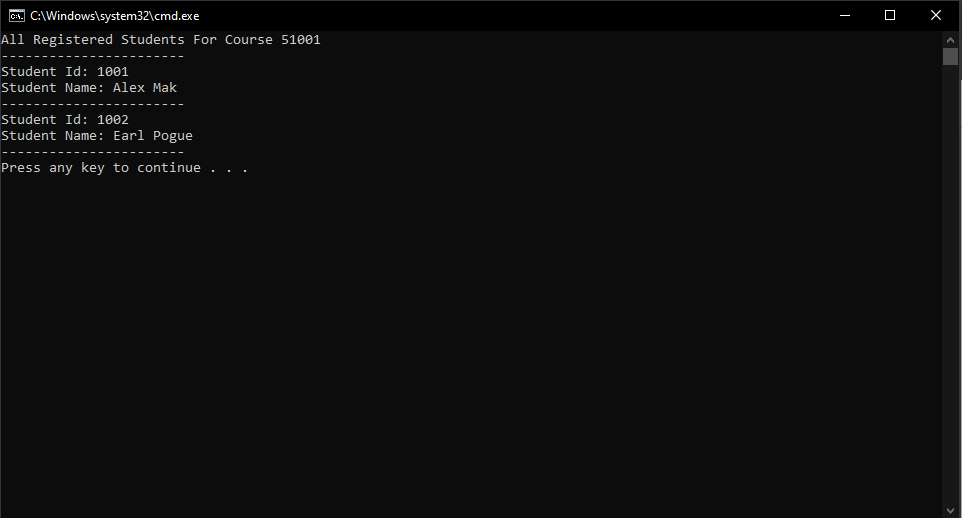 C:\Windows\system32\cmd.exe
All Registered Students For Course 51001
-----------------------
Student Id: 1001
Student Name: Alex Mak
-----------------------
Student Id: 1002
Student Name: Earl Pogue
-----------------------
Press any key to continue . . .